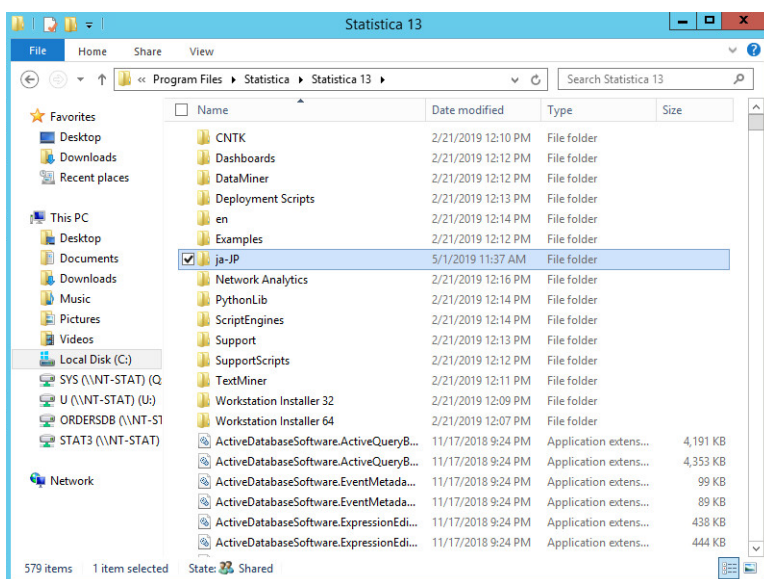 Statistica 13
File Home Share View
« Program Files Statistica Statistica 13 Search Statistica 13
Name Date modified Type Size
Favorites
Desktop
Downloads
Recent places
This PC
Desktop
Documents
Downloads
Music
Pictures
Videos
Local Disk (C:)
SYS (\\NT-STAT) (Q
U (\\NT-STAT) (U:)
ORDERSDB (\\NT-ST
STAT3 (\\NT-STAT)
Network
CNTK 2/21/2019 12:10 PM File folder
Dashboards 2/21/2019 12:12 PM File folder
DataMiner 2/21/2019 12:12 PM File folder
Deployment Scripts 2/21/2019 12:13 PM File folder
en 2/21/2019 12:14 PM File folder
Examples 2/21/2019 12:12 PM File folder
ja-JP 5/1/2019 11:37 AM File folder
Network Analytics 2/21/2019 12:16 PM File folder
PythonLib 2/21/2019 12:14 PM File folder
ScriptEngines 2/21/2019 12:14 PM File folder
Support 2/21/2019 12:13 PM File folder
SupportScripts 2/21/2019 12:12 PM File folder
TextMiner 2/21/2019 12:11 PM File folder
Workstation Installer 32 2/21/2019 12:09 PM File folder
Workstation Installer 64 2/21/2019 12:07 PM File folder
ActiveDatabaseSoftware.ActiveQueryB... 11/17/2018 9:24 PM Application extens... 4,191 KB
ActiveDatabaseSoftware.ActiveQueryB... 11/17/2018 9:24 PM Application extens... 4,353 KB
ActiveDatabaseSoftware.EventMetada... 11/17/2018 9:24 PM Application extens... 99 KB
ActiveDatabaseSoftware.EventMetada... 11/17/2018 9:24 PM Application extens... 89 KB
ActiveDatabaseSoftware.ExpressionEdi... 11/17/2018 9:24 PM Application extens... 438 KB
ActiveDatabaseSoftware.ExpressionEdi... 11/17/2018 9:24 PM Application extens... 444 KB
579 items 1 item selected State: Shared